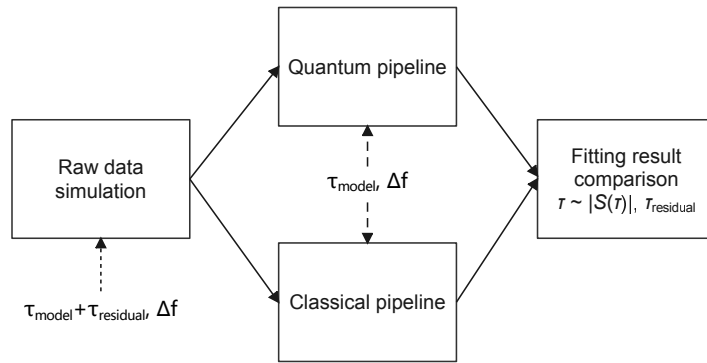 Quantum pipeline
Raw data
simulation
τmodel, Δf
Fitting result
comparison
τ ~ |S(τ)|, τresidual
τmodel+τresidual, Δf
Classical pipeline